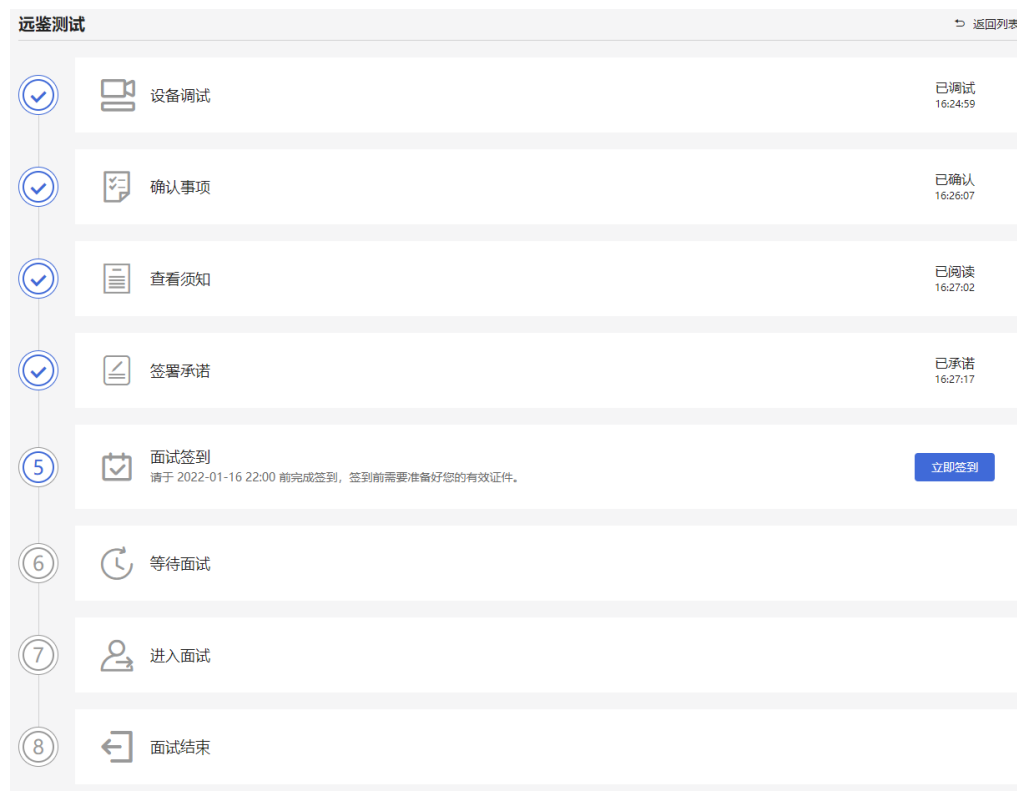 远鉴测试
返回列表
设备调试
已调试
16:24:59
确认事项
已确认
16:26:07
查看须知
已阅读
16:27:02
签署承诺
已承诺
16:27:17
5
面试签到
请于 2022-01-16 22:00 前完成签到，签到前需要准备好您的有效证件。
立即签到
6
等待面试
7
进入面试
8
面试结束